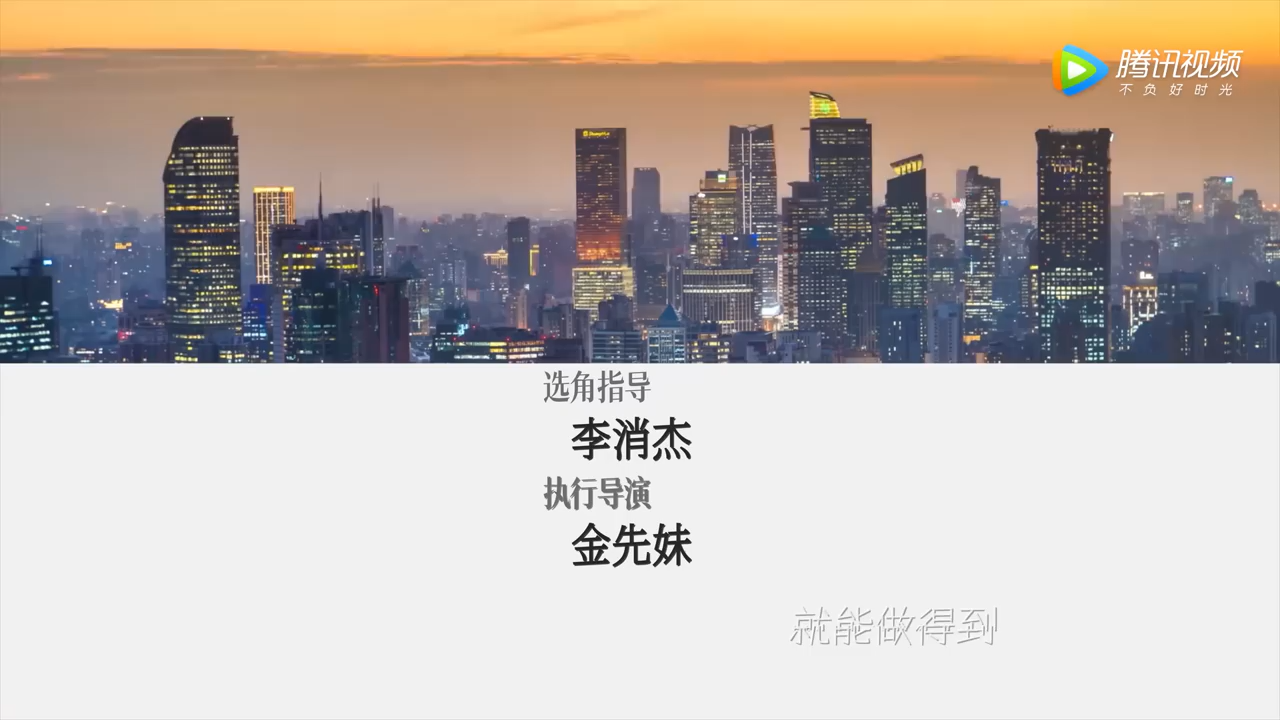 腾讯视频
不负好时光
选角指导
李消杰
执行导演
金先妹
就能做得到